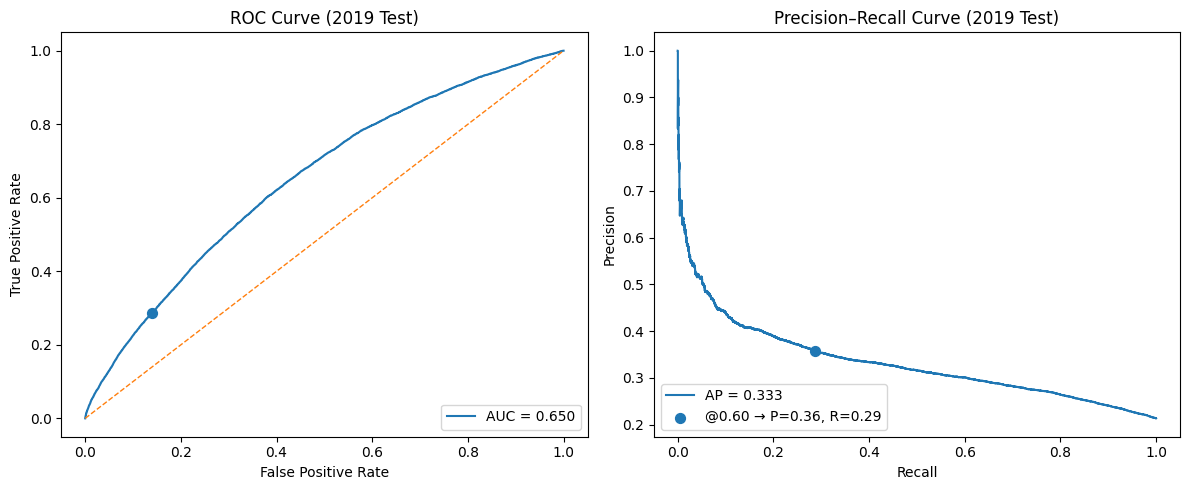 ROC Curve (2019 Test)
True Positive Rate
1.0
0.8
0.6
0.4
0.2
0.0
0.0 0.2 0.4 0.6 0.8 1.0
False Positive Rate
AUC = 0.650
Precision–Recall Curve (2019 Test)
Precision
1.0
0.9
0.8
0.7
0.6
0.5
0.4
0.3
0.2
0.0 0.2 0.4 0.6 0.8 1.0
Recall
AP = 0.333
@0.60 → P=0.36, R=0.29